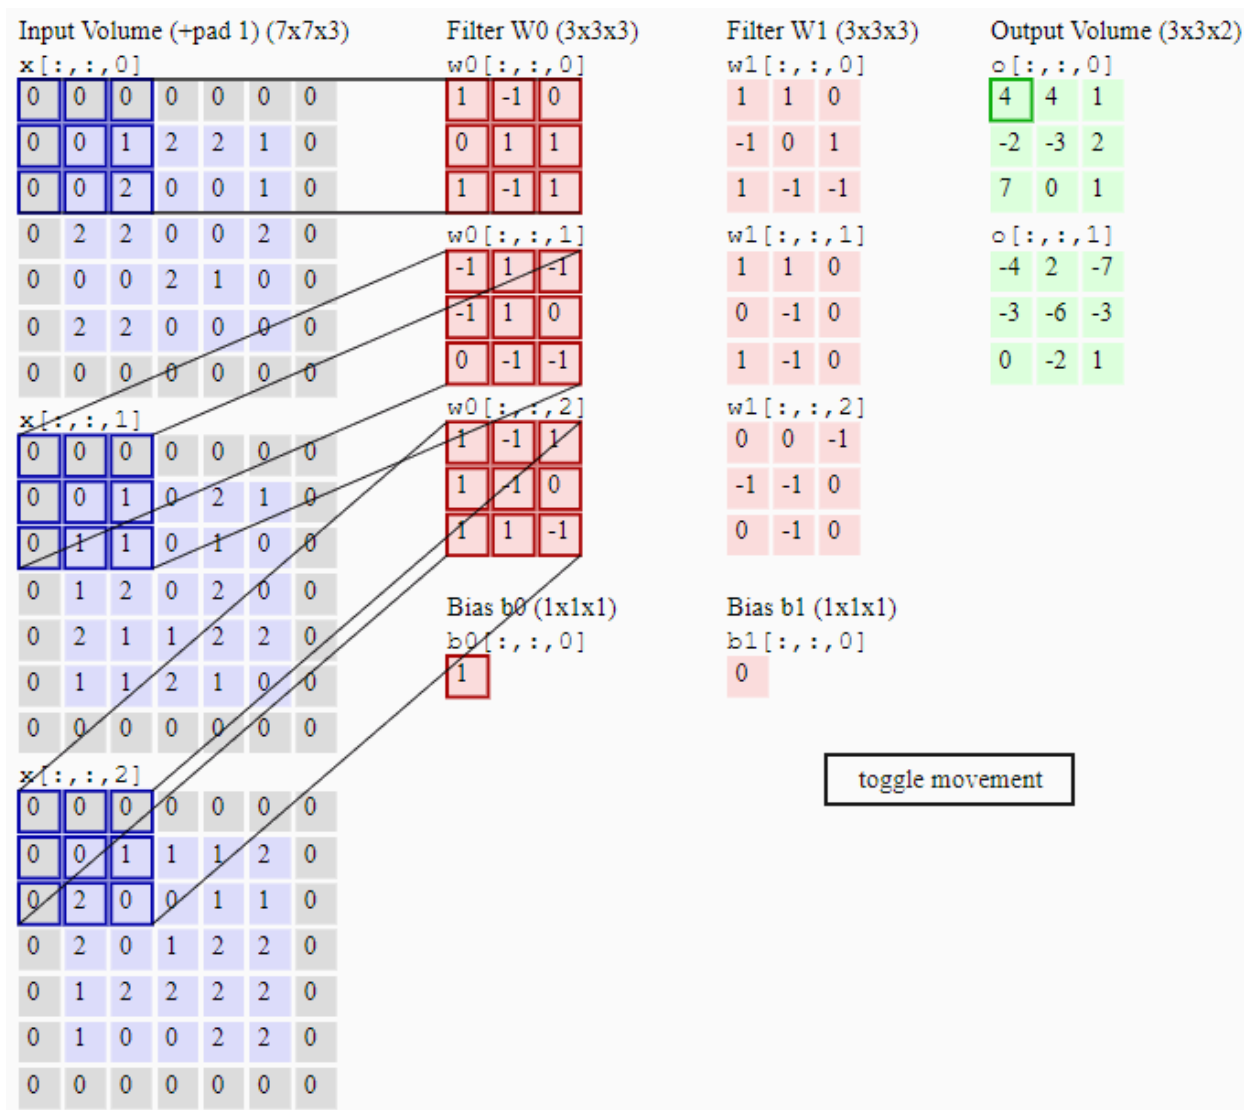 Input Volume (+pad 1) (7x7x3)
x[:,:,0]
0 0 0 0 0 0 0
0 0 1 2 2 1 0
0 0 2 0 0 1 0
0 2 2 0 0 2 0
0 0 0 2 1 0 0
0 2 2 0 0 0 0
0 0 0 0 0 0 0
x[:,:,1]
0 0 0 0 0 0 0
0 0 1 0 2 1 0
0 1 1 0 1 0 0
0 1 2 0 2 0 0
0 2 1 1 2 2 0
0 1 1 2 1 0 0
0 0 0 0 0 0 0
x[:,:,2]
0 0 0 0 0 0 0
0 0 1 1 1 2 0
0 2 0 0 1 1 0
0 2 0 1 2 2 0
0 1 2 2 2 2 0
0 1 0 0 2 2 0
0 0 0 0 0 0 0
Filter W0 (3x3x3)
w0[:,:,0]
1 -1 0
0 1 1
1 -1 1
w0[:,:,1]
-1 1 -1
-1 1 0
0 -1 -1
w0[:,:,2]
1 -1 1
1 -1 0
1 1 -1
Bias b0 (1x1x1)
b0[:,:,0]
1
Filter W1 (3x3x3)
w1[:,:,0]
1 1 0
-1 0 1
1 -1 -1
w1[:,:,1]
1 1 0
0 -1 0
1 -1 0
w1[:,:,2]
0 0 -1
-1 -1 0
0 -1 0
Bias b1 (1x1x1)
b1[:,:,0]
0
Output Volume (3x3x2)
o[:,:,0]
4 4 1
-2 -3 2
7 0 1
o[:,:,1]
-4 2 -7
-3 -6 -3
0 -2 1
toggle movement